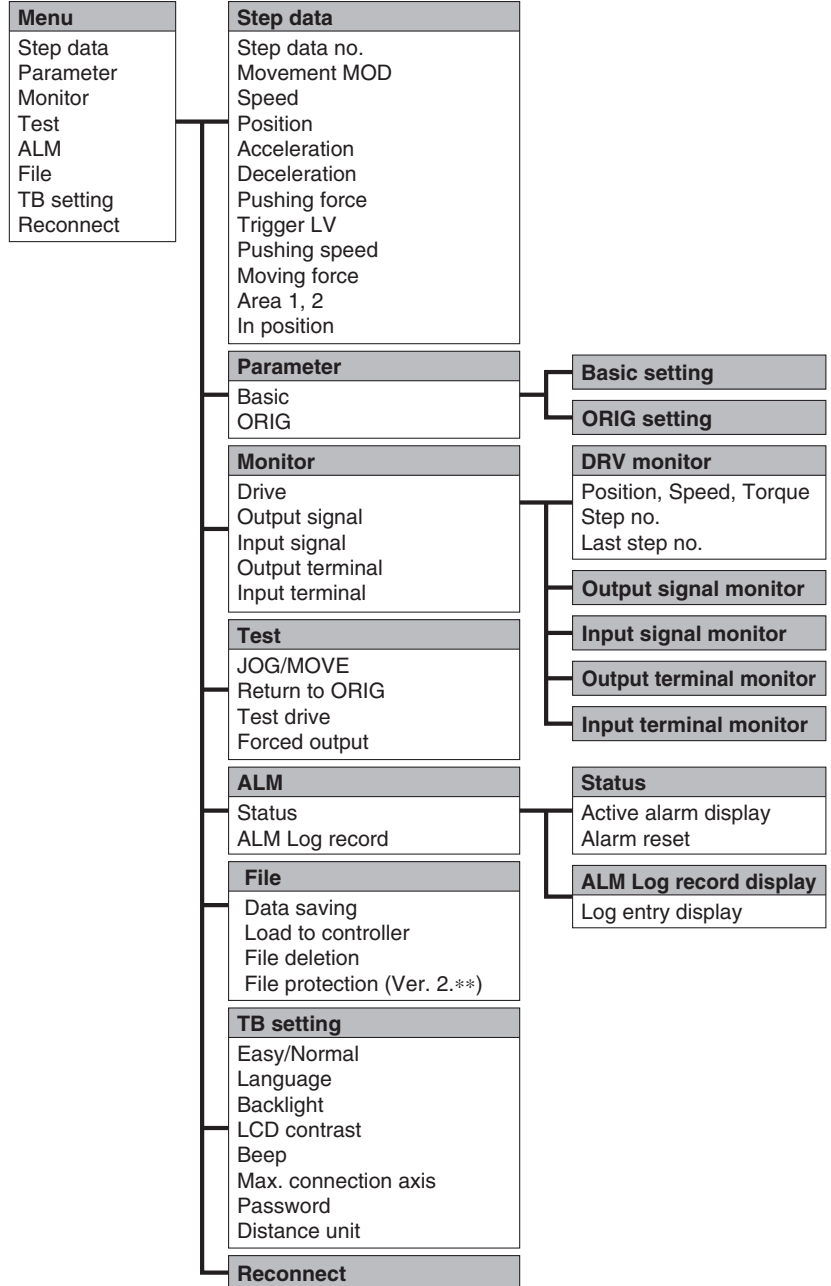 Menu
Step data
Parameter
Monitor
Test
ALM
File
TB setting
Reconnect
Step data
Step data no.
Movement MOD
Speed
Position
Acceleration
Deceleration
Pushing force
Trigger LV
Pushing speed
Moving force
Area 1, 2
In position
Parameter
Basic
ORIG
Basic setting
ORIG setting
Monitor
Drive
Output signal
Input signal
Output terminal
Input terminal
DRV monitor
Position, Speed, Torque
Step no.
Last step no.
Output signal monitor
Input signal monitor
Output terminal monitor
Input terminal monitor
Test
JOG/MOVE
Return to ORIG
Test drive
Forced output
ALM
Status
ALM Log record
Status
Active alarm display
Alarm reset
ALM Log record display
Log entry display
File
Data saving
Load to controller
File deletion
File protection (Ver. 2.**)
TB setting
Easy/Normal
Language
Backlight
LCD contrast
Beep
Max. connection axis
Password
Distance unit
Reconnect